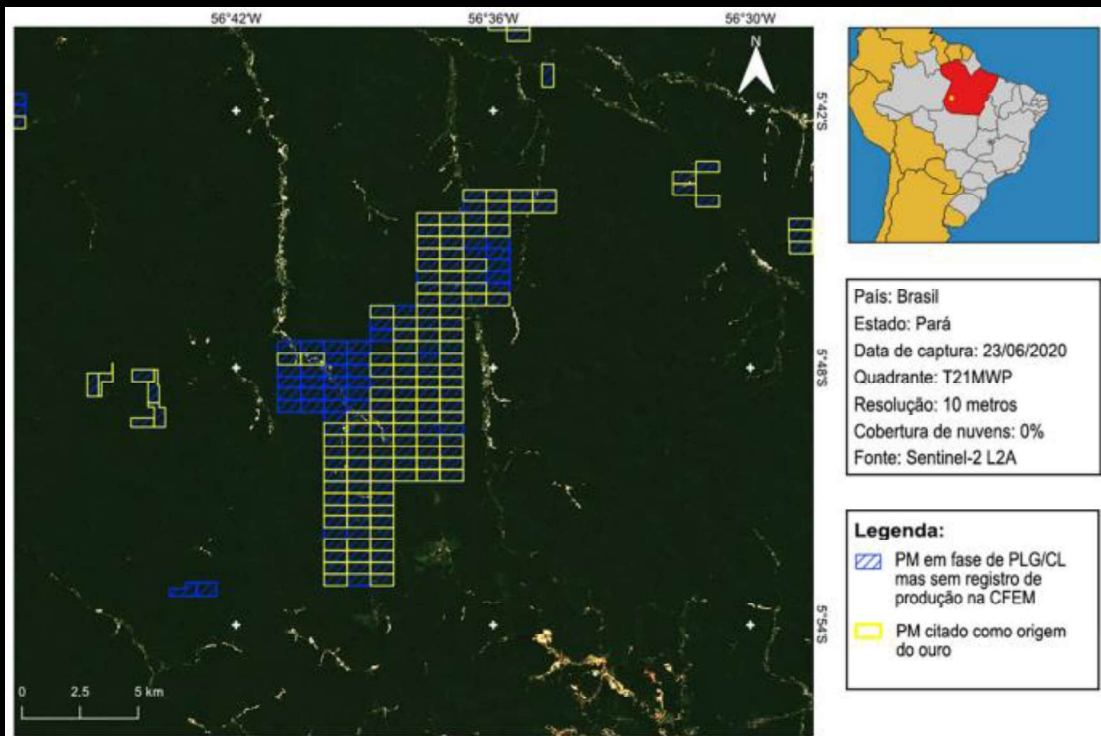 56°42'W
56°36'W
56°30'W
N
5°42'S
5°48'S
5°54'S
0
2.5
5 km
País: Brasil
Estado: Pará
Data de captura: 23/06/2020
Quadrante: T21MWP
Resolução: 10 metros
Cobertura de nuvens: 0%
Fonte: Sentinel-2 L2A
Legenda:
PM em fase de PLG/CL
mas sem registro de
produção na CFEM
PM citado como origem
do ouro